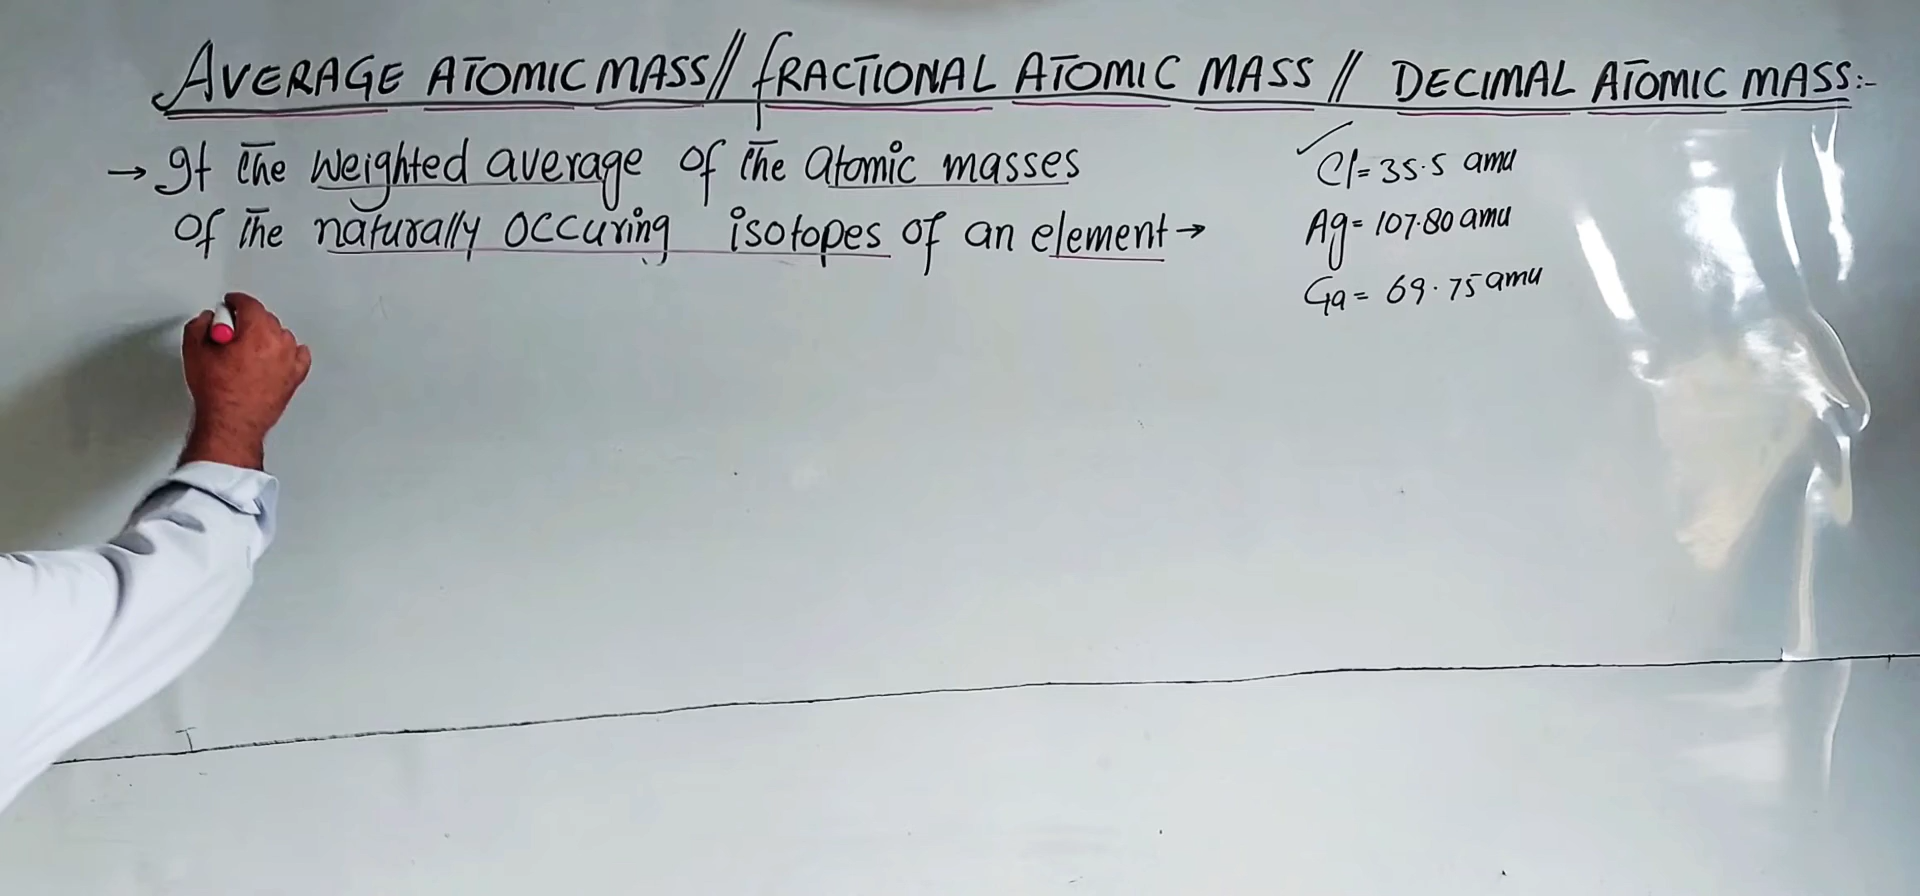 AVERAGE ATOMIC MASS// fRACTIONAL ATOMIC MASS // DECIMAL ATOMIC MASS:-
→ It the weighted average of the atomic masses
of the naturally occuring isotopes of an element →
✓ Cl = 35.5 amu
Ag = 107.80 amu
Ga = 69.75 amu